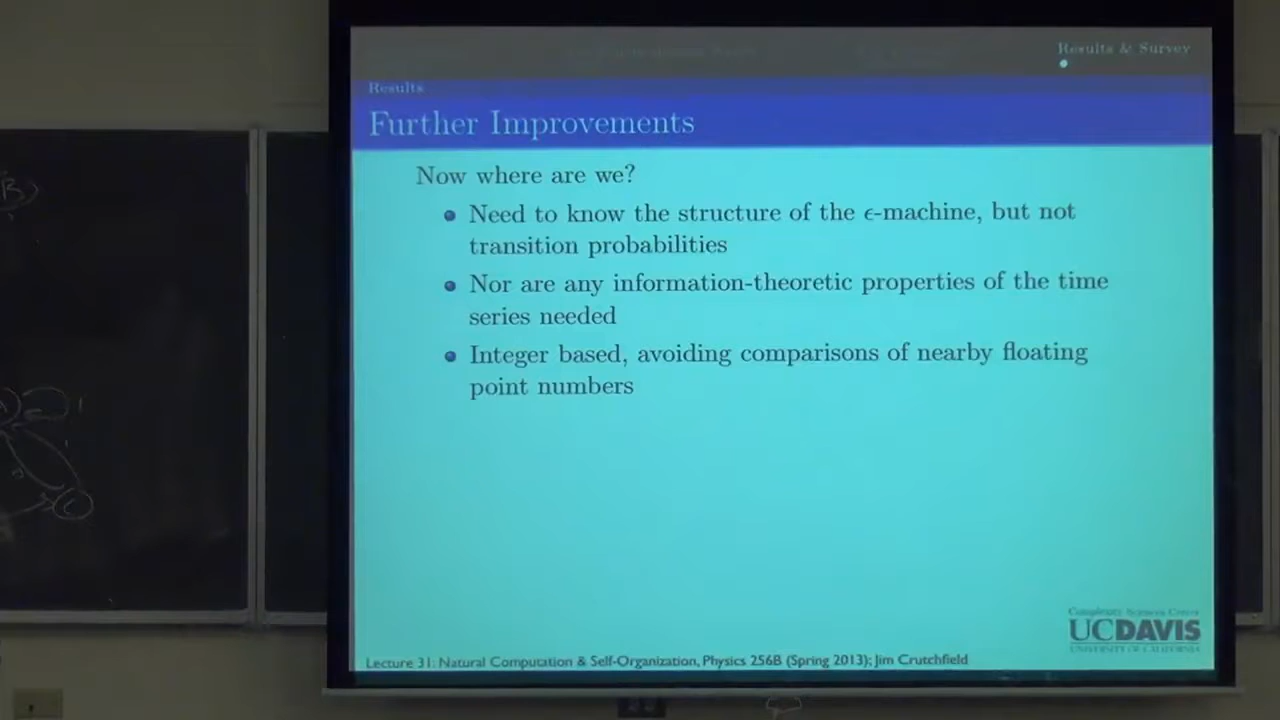 Results & Survey
Results
Further Improvements
Now where are we?
Need to know the structure of the ϵ-machine, but not
transition probabilities
Nor are any information-theoretic properties of the time
series needed
Integer based, avoiding comparisons of nearby floating
point numbers
Complexity Sciences Center
UCDAVIS
UNIVERSITY OF CALIFORNIA
Lecture 31: Natural Computation & Self-Organization, Physics 256B (Spring 2013); Jim Crutchfield